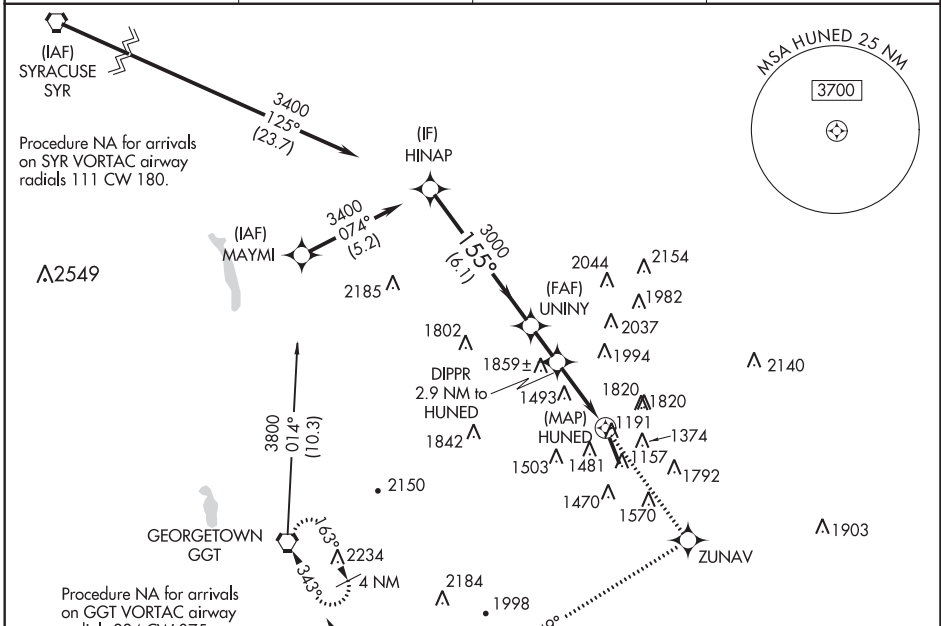 (IAF)
SYRACUSE
SYR
3400
125°
(23.7)
MSA HUNED 25 NM
3700
Procedure NA for arrivals
on SYR VORTAC airway
radials 111 CW 180.
(IF)
HINAP
3400
074°
(5.2)
(IAF)
MAYMI
3000
155°
(6.1)
2549
2185
2044
2154
1982
(FAF)
UNINY
2037
1802
1994
1859±
2140
DIPPR
2.9 NM to
HUNED
1493
1820
1820
(MAP)
HUNED
1191
1374
1842
1503
1481
1157
1792
3800
014°
(10.3)
2150
1470
1570
1903
GEORGETOWN
GGT
163°
343°
2234
4 NM
ZUNAV
2184
1998
Procedure NA for arrivals
on GGT VORTAC airway